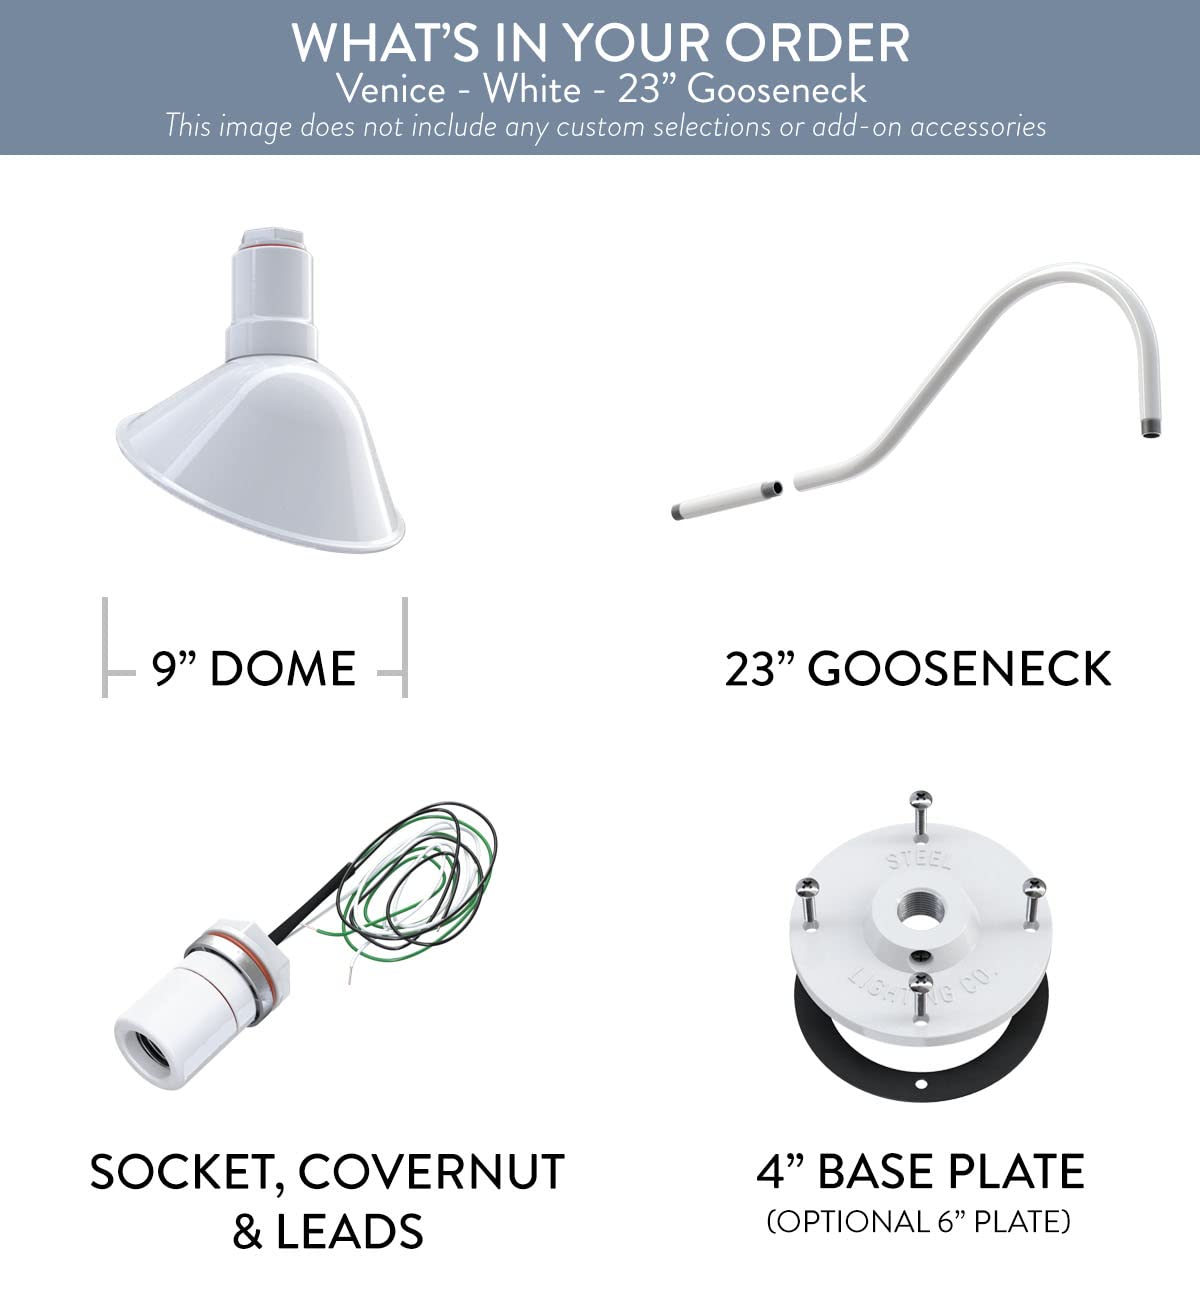 WHAT'S IN YOUR ORDER
Venice - White - 23” Gooseneck
This image does not include any custom selections or add-on accessories
9” DOME
23” GOOSENECK
STEEL
LIGHTING CO.
SOCKET, COVERNUT
& LEADS
4” BASE PLATE
(OPTIONAL 6” PLATE)